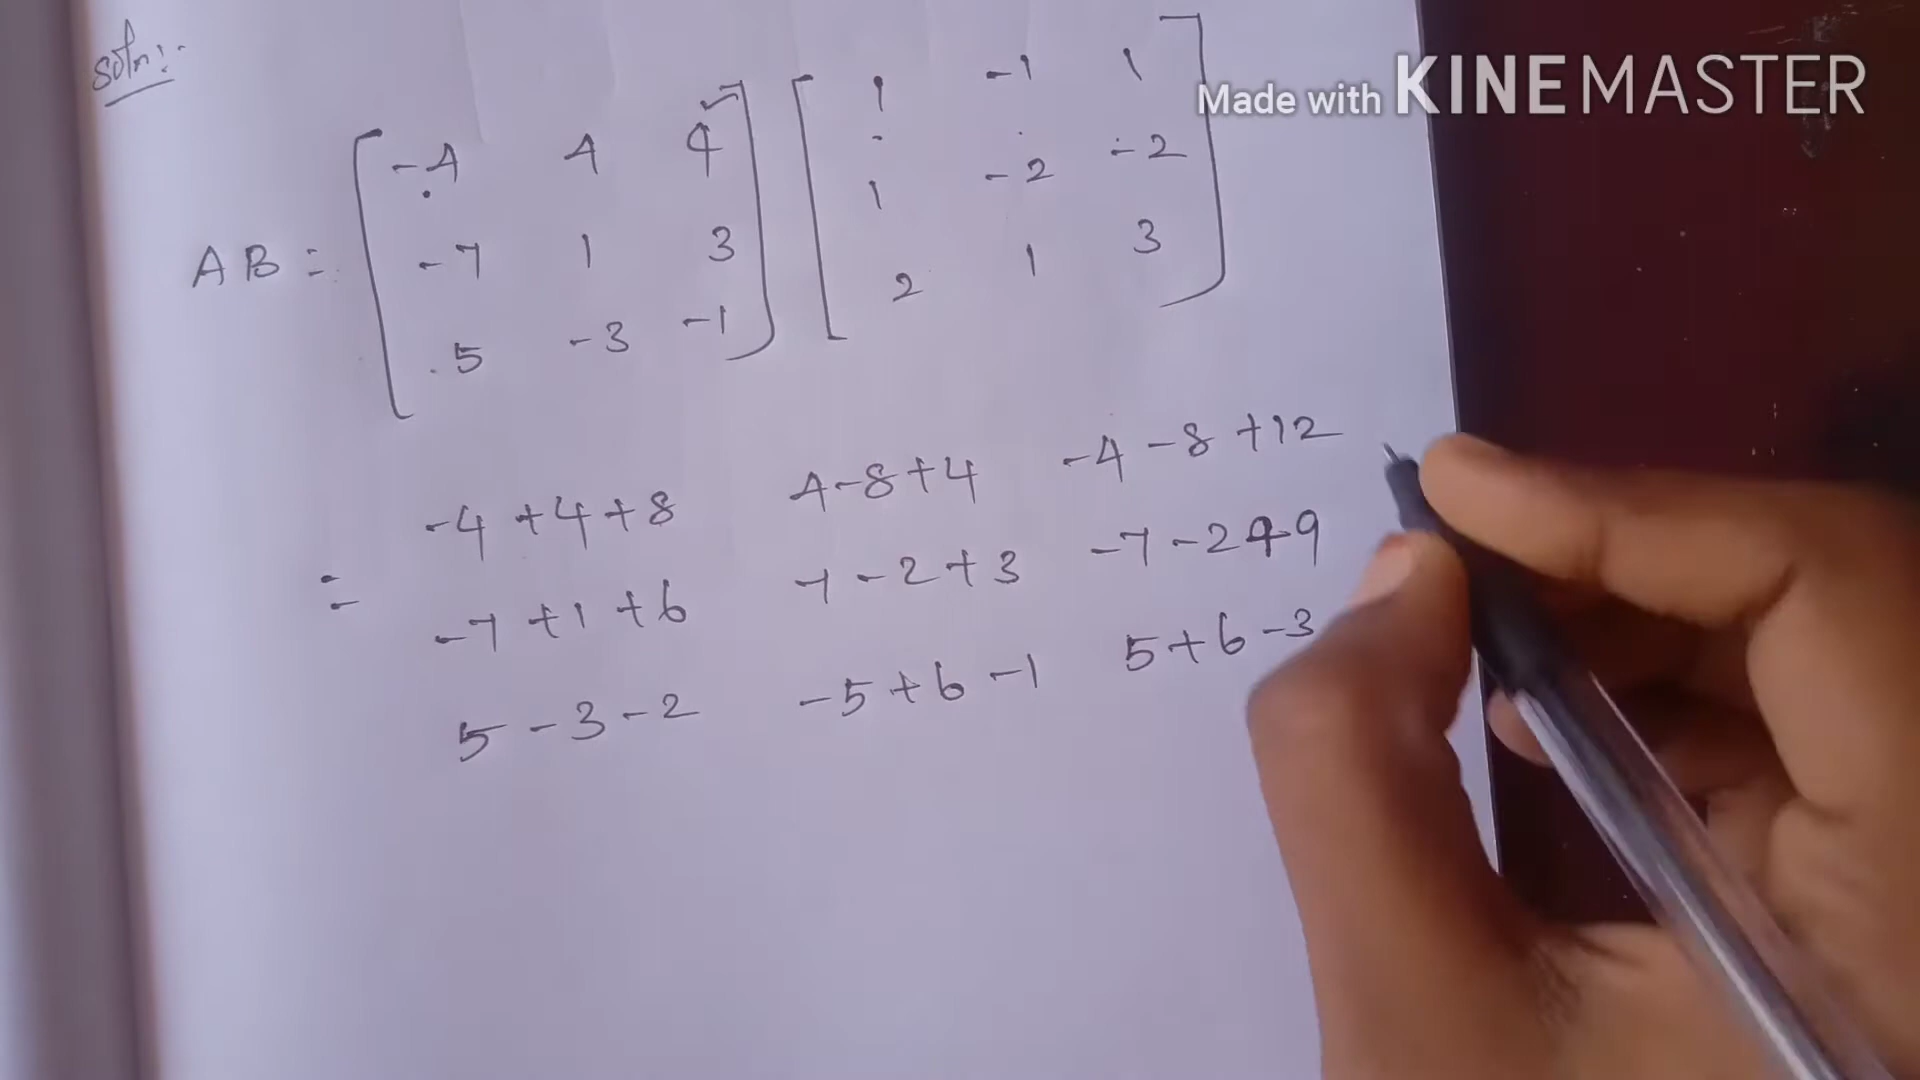 Soln:-
Made with KINEMASTER
-4 4 4 1 -1 1
AB = -7 1 3 1 -2 -2
5 -3 -1 2 1 3
-4+4+8 4-8+4 -4-8+12
= -7+1+6 7-2+3 -7-2+9
5-3-2 -5+6-1 5+6-3